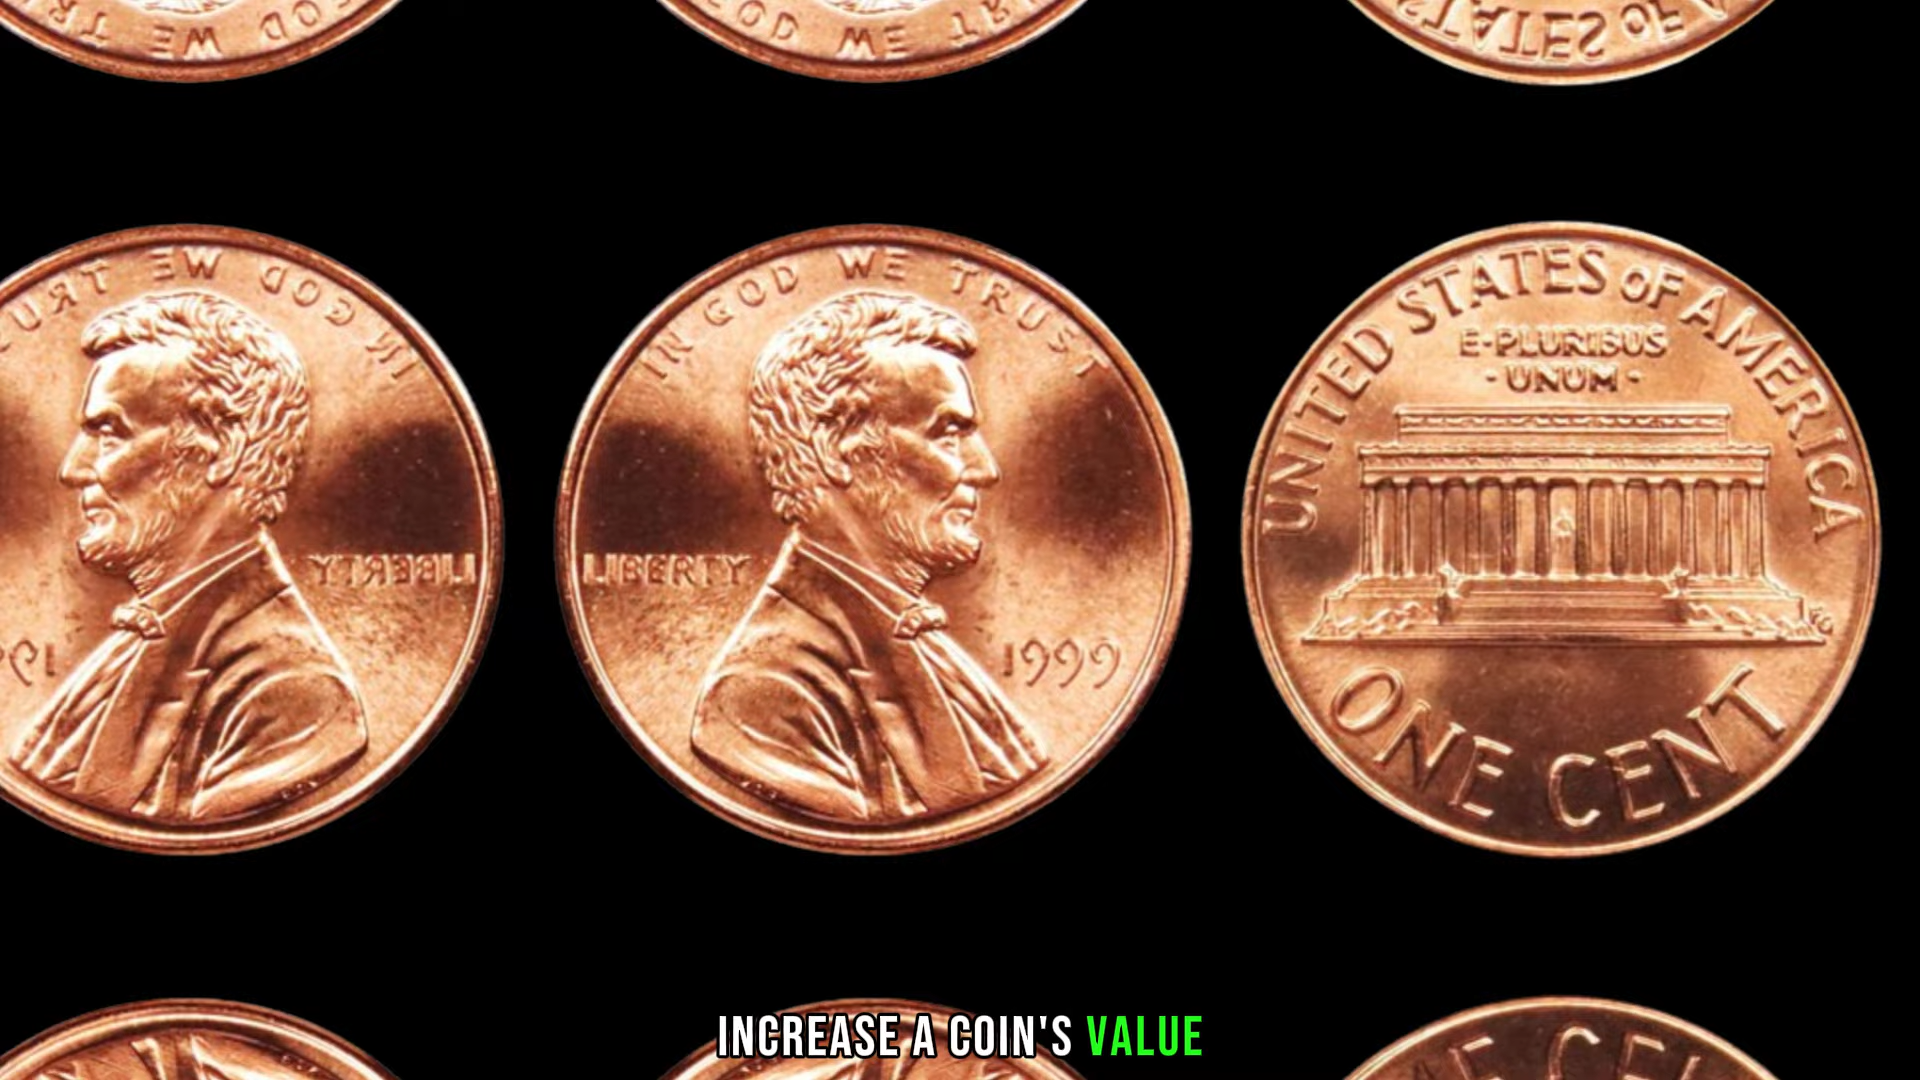 IN GOD WE TRUST
LIBERTY
1999
UNITED STATES OF AMERICA
E·PLURIBUS
·UNUM·
ONE CENT
INCREASE A COIN'S VALUE